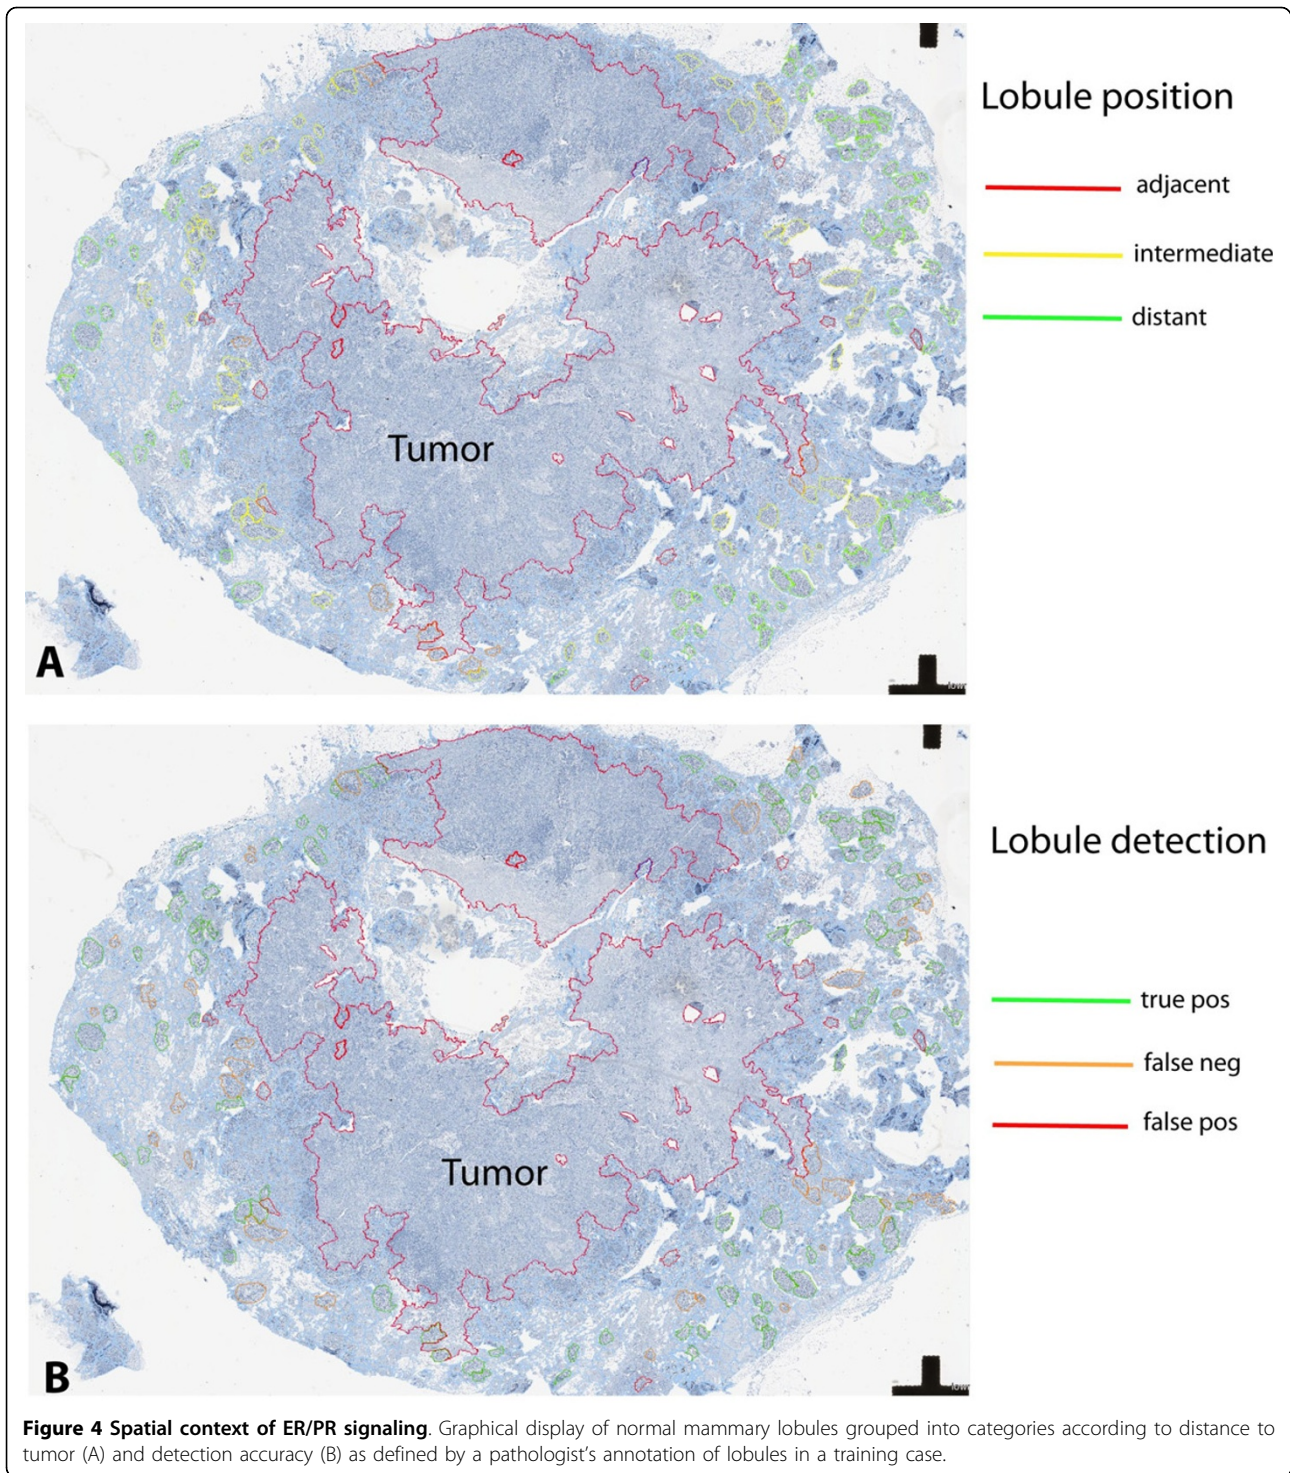 Lobule position
adjacent
intermediate
distant
Tumor
A
Lobule detection
true pos
false neg
false pos
Tumor
B
Figure 4 Spatial context of ER/PR signaling. Graphical display of normal mammary lobules grouped into categories according to distance to
tumor (A) and detection accuracy (B) as defined by a pathologist's annotation of lobules in a training case.